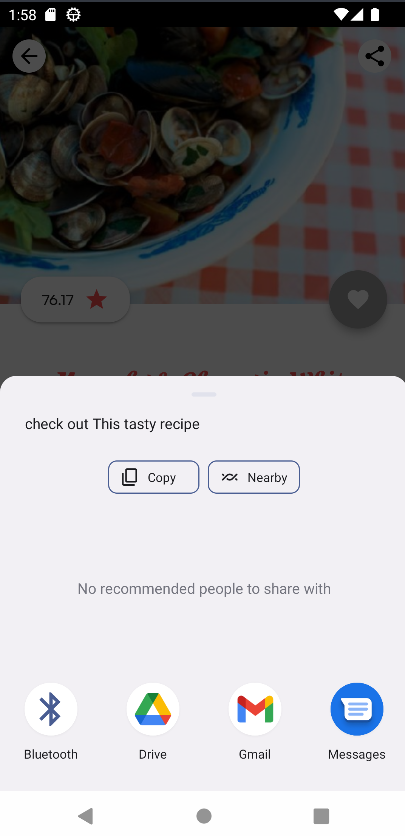 1:58
76.17
check out This tasty recipe
Copy
Nearby
No recommended people to share with
Bluetooth
Drive
Gmail
Messages